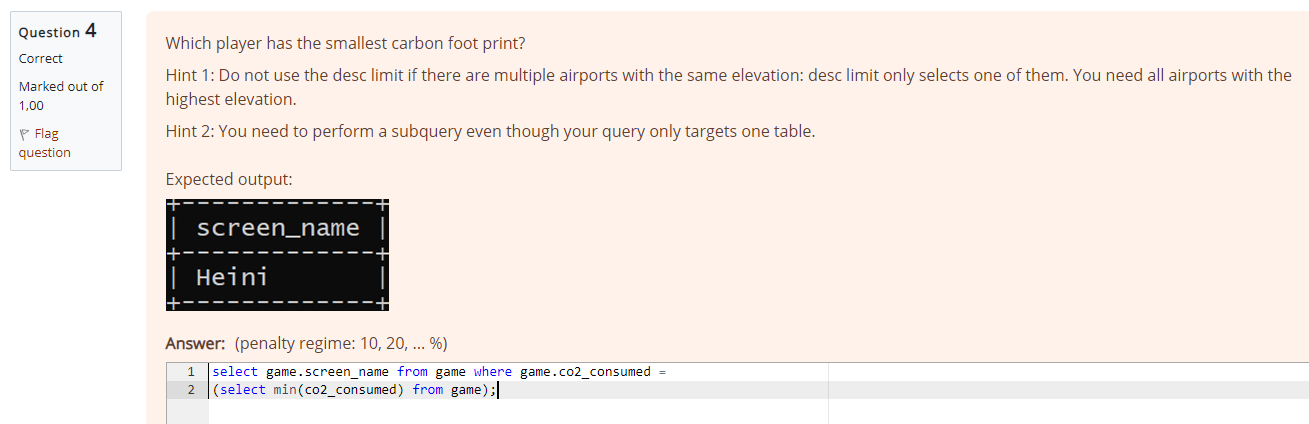 Question 4
Correct
Marked out of
1,00
Flag
question
Which player has the smallest carbon foot print?
Hint 1: Do not use the desc limit if there are multiple airports with the same elevation: desc limit only selects one of them. You need all airports with the
highest elevation.
Hint 2: You need to perform a subquery even though your query only targets one table.
Expected output:
+-------------+
| screen_name |
+-------------+
| Heini       |
+-------------+
Answer: (penalty regime: 10, 20, ... %)
1 select game.screen_name from game where game.co2_consumed =
2 (select min(co2_consumed) from game);